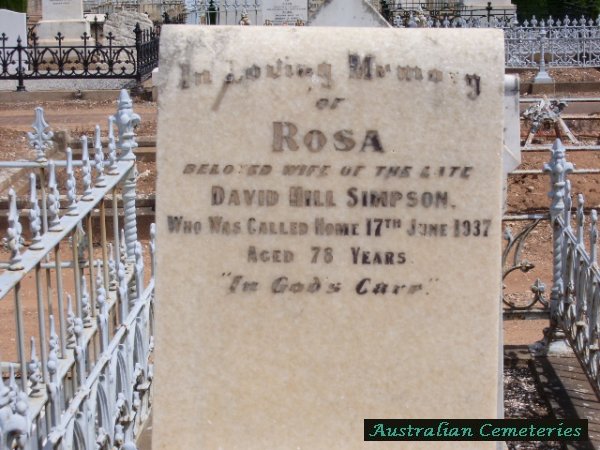 In Loving Memory
of
ROSA
BELOVED WIFE OF THE LATE
DAVID HILL SIMPSON.
WHO WAS CALLED HOME 17TH JUNE 1937
AGED 78 YEARS.
"In God's Care."
Australian Cemeteries